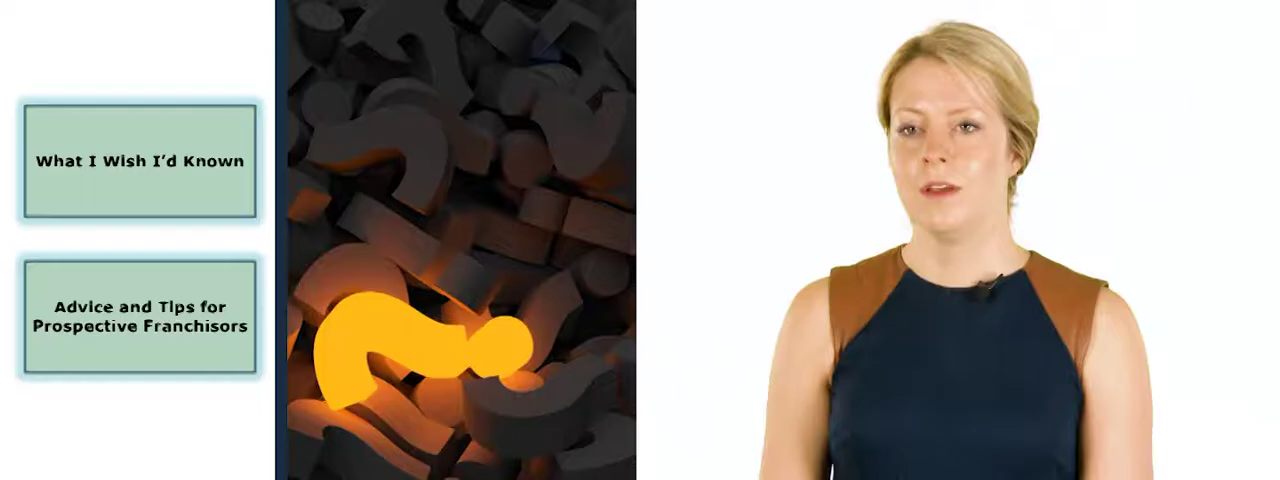 What I Wish I'd Known
Advice and Tips for
Prospective Franchisors